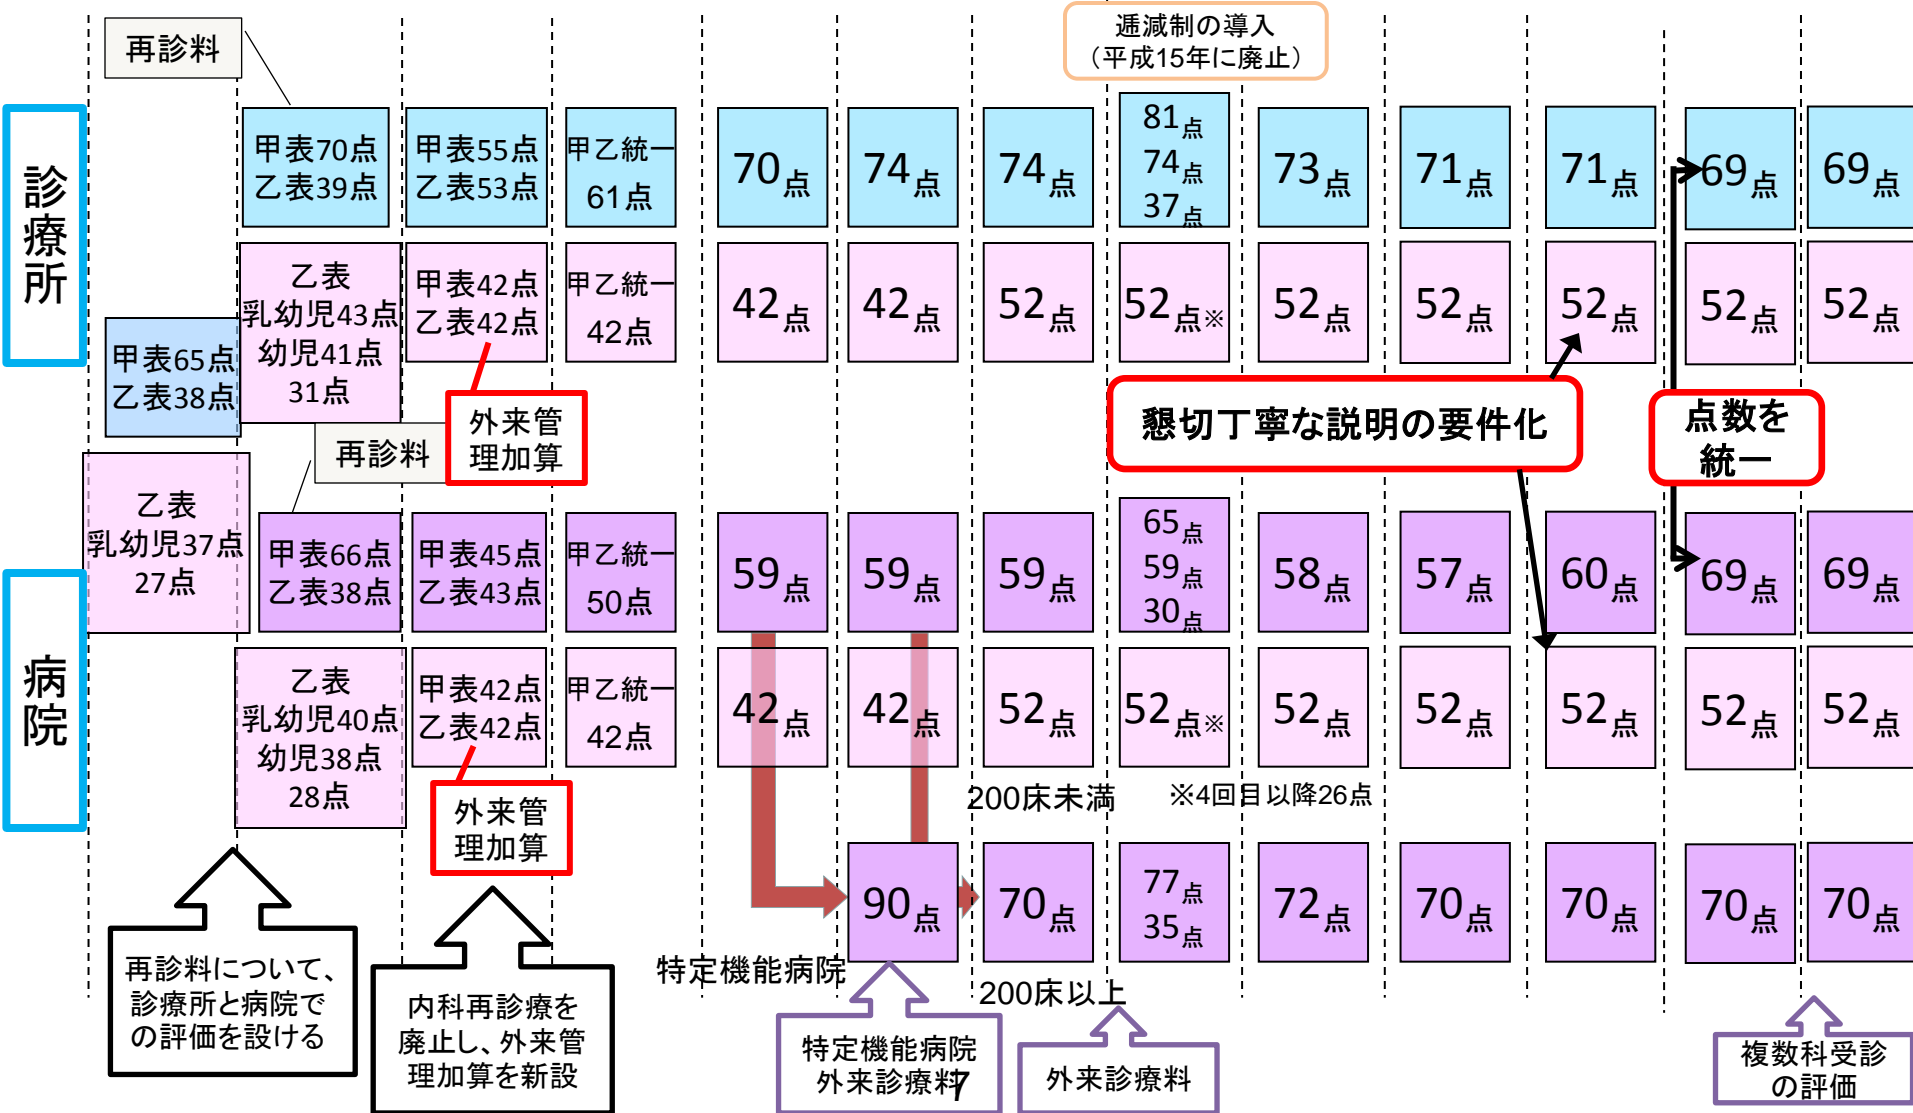 逓減制の導入
（平成15年に廃止）
再診料
診療所
甲表70点
乙表39点
甲表55点
乙表53点
甲乙統一
61点
70点
74点
74点
81点
74点
37点
73点
71点
71点
69点
69点
乙表
乳幼児43点
幼児41点
31点
甲表42点
乙表42点
甲乙統一
42点
42点
42点
52点
52点※
52点
52点
52点
52点
52点
甲表65点
乙表38点
外来管
理加算
懇切丁寧な説明の要件化
点数を
統一
再診料
乙表
乳幼児37点
27点
病院
甲表66点
乙表38点
甲表45点
乙表43点
甲乙統一
50点
59点
59点
59点
65点
59点
30点
58点
57点
60点
69点
69点
乙表
乳幼児40点
幼児38点
28点
甲表42点
乙表42点
甲乙統一
42点
42点
42点
52点
52点※
52点
52点
52点
52点
52点
外来管
理加算
200床未満
※4回目以降26点
90点
70点
77点
35点
72点
70点
70点
70点
70点
特定機能病院
200床以上
再診料について、
診療所と病院で
の評価を設ける
内科再診療を
廃止し、外来管
理加算を新設
特定機能病院
外来診療料
7
外来診療料
複数科受診
の評価